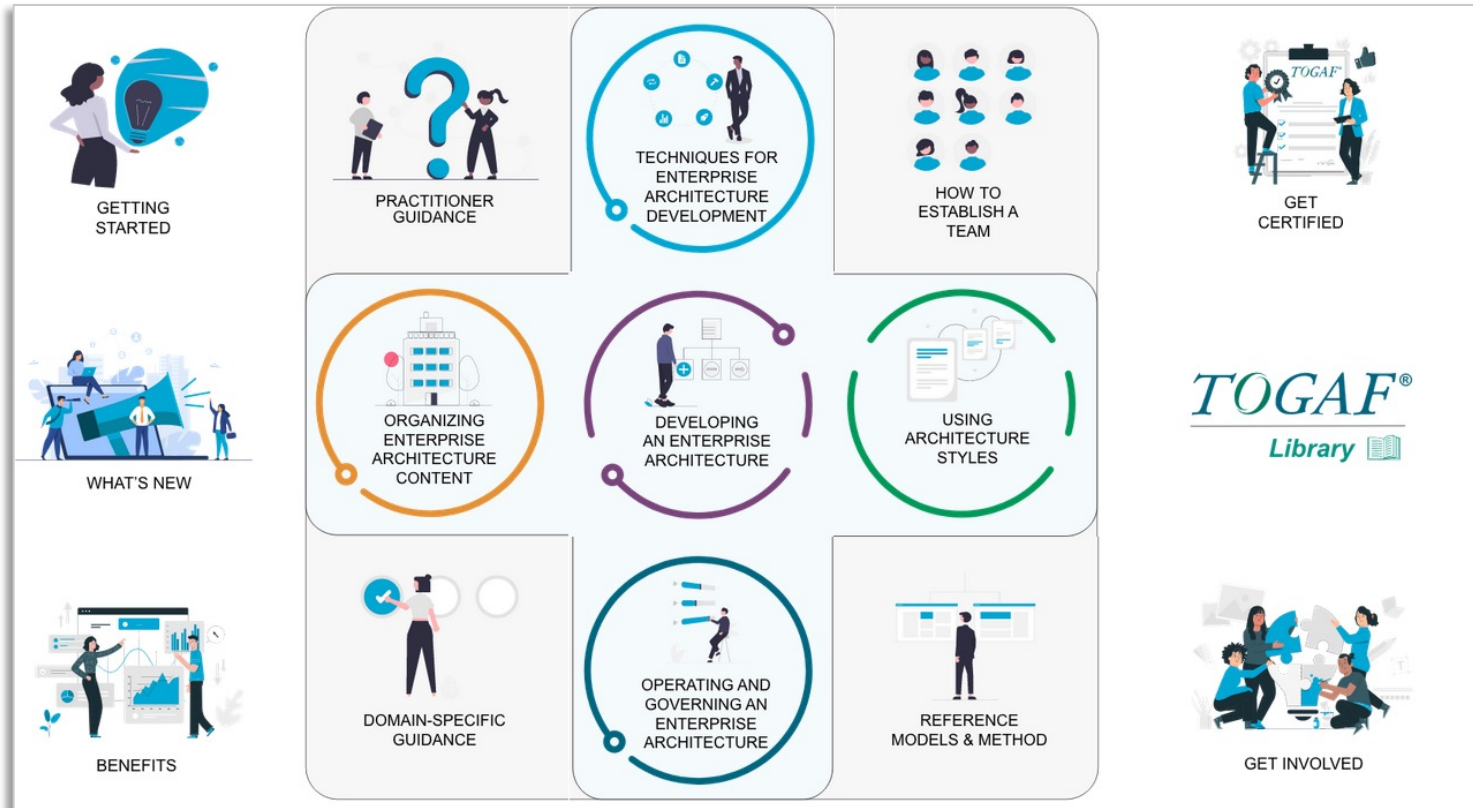 GETTING
STARTED
PRACTITIONER
GUIDANCE
TECHNIQUES FOR
ENTERPRISE
ARCHITECTURE
DEVELOPMENT
HOW TO
ESTABLISH A
TEAM
TOGAF®
GET
CERTIFIED
WHAT'S NEW
ORGANIZING
ENTERPRISE
ARCHITECTURE
CONTENT
DEVELOPING
AN ENTERPRISE
ARCHITECTURE
USING
ARCHITECTURE
STYLES
TOGAF®
Library
BENEFITS
DOMAIN-SPECIFIC
GUIDANCE
OPERATING AND
GOVERNING AN
ENTERPRISE
ARCHITECTURE
REFERENCE
MODELS & METHOD
GET INVOLVED